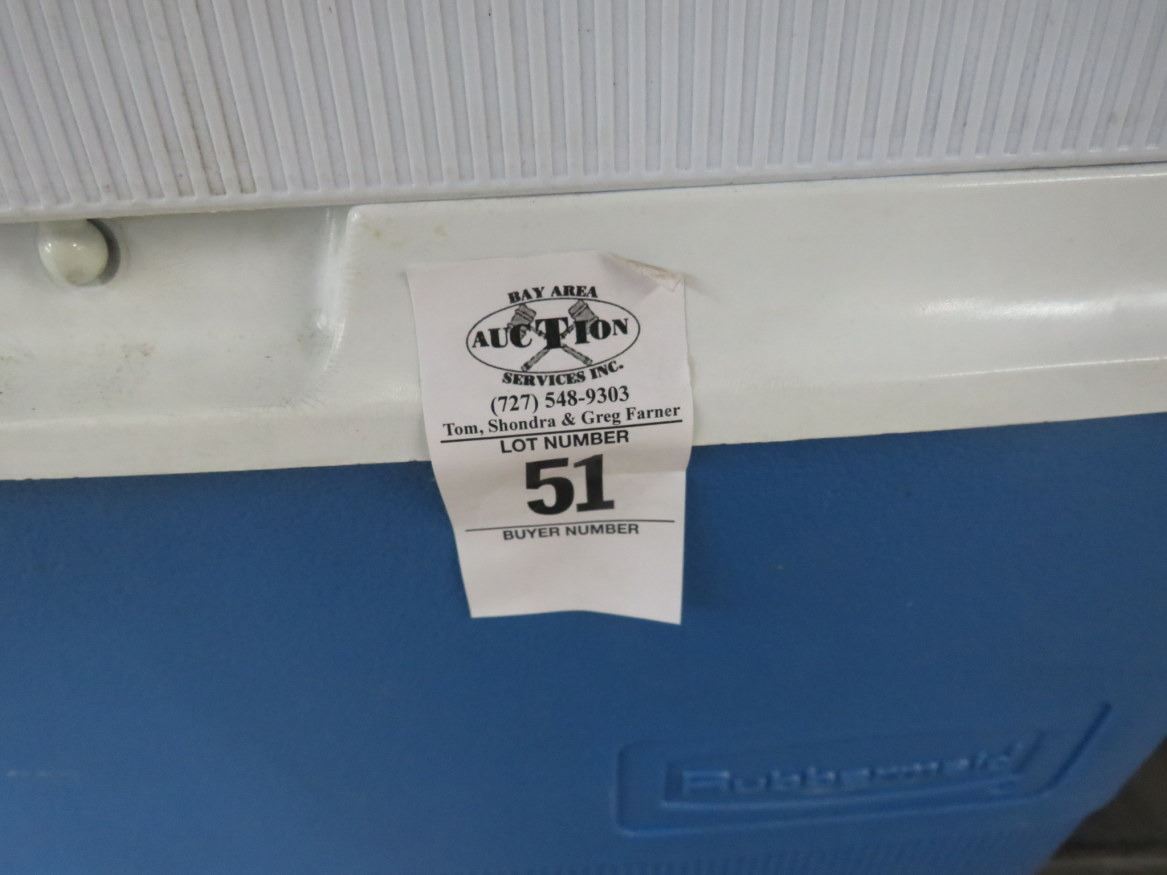 BAY AREA
AUCTION
SERVICES INC.
(727) 548-9303
Tom, Shondra & Greg Farner
LOT NUMBER
51
BUYER NUMBER
Rubbermaid